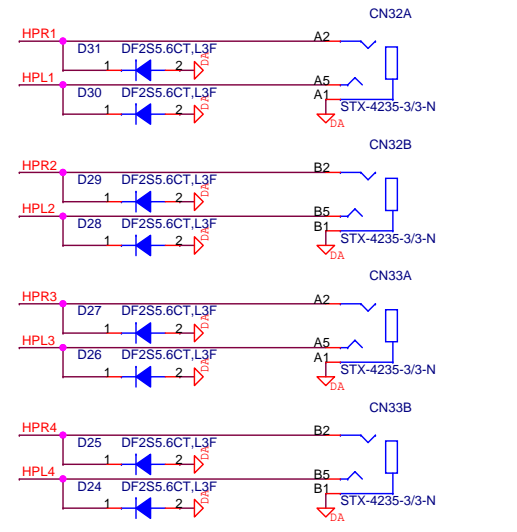 CN32A
HPR1 A2
D31 DF2S5.6CT,L3F
1 2 DA
HPL1 A5
D30 DF2S5.6CT,L3F A1
STX-4235-3/3-N
1 2 DA
DA
CN32B
HPR2 B2
D29 DF2S5.6CT,L3F
1 2 DA
HPL2 B5
D28 DF2S5.6CT,L3F B1
STX-4235-3/3-N
1 2 DA
DA
CN33A
HPR3 A2
D27 DF2S5.6CT,L3F
1 2 DA
HPL3 A5
D26 DF2S5.6CT,L3F A1
STX-4235-3/3-N
1 2 DA
DA
CN33B
HPR4 B2
D25 DF2S5.6CT,L3F
1 2 DA
HPL4 B5
D24 DF2S5.6CT,L3F B1
STX-4235-3/3-N
1 2 DA
DA